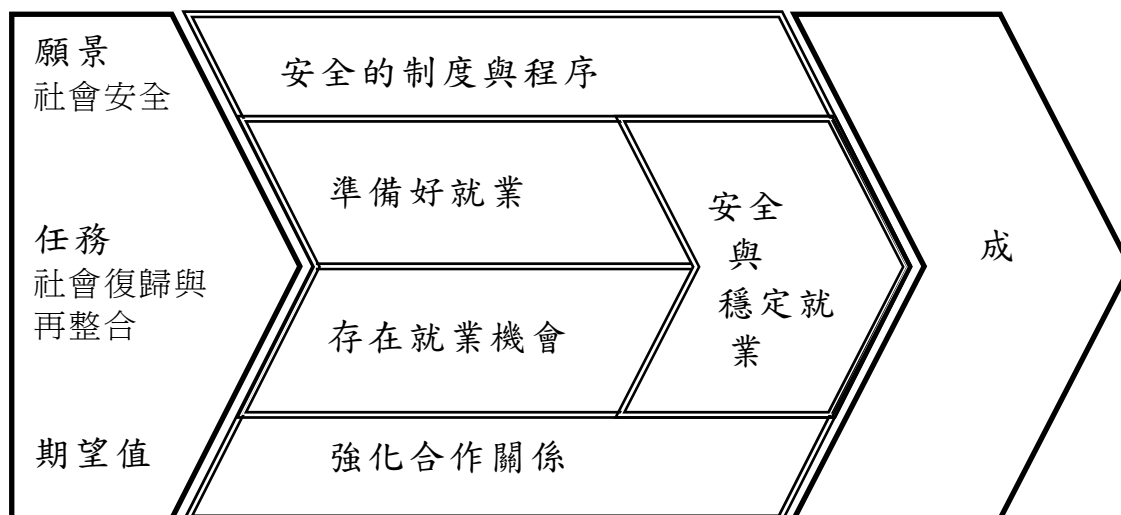 願景
社會安全
任務
社會復歸與
再整合
期望值
安全的制度與程序
準備好就業
存在就業機會
強化合作關係
安全
與
穩定就
業
成